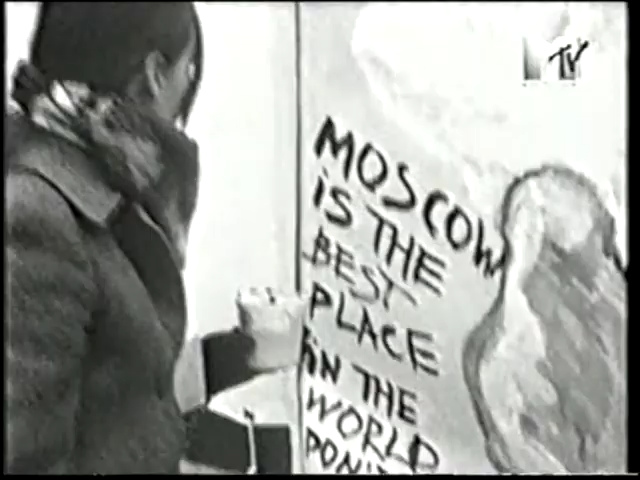 MTV
MOSCOW
iS THE
BEST
PLACE
iN THE
WORLD